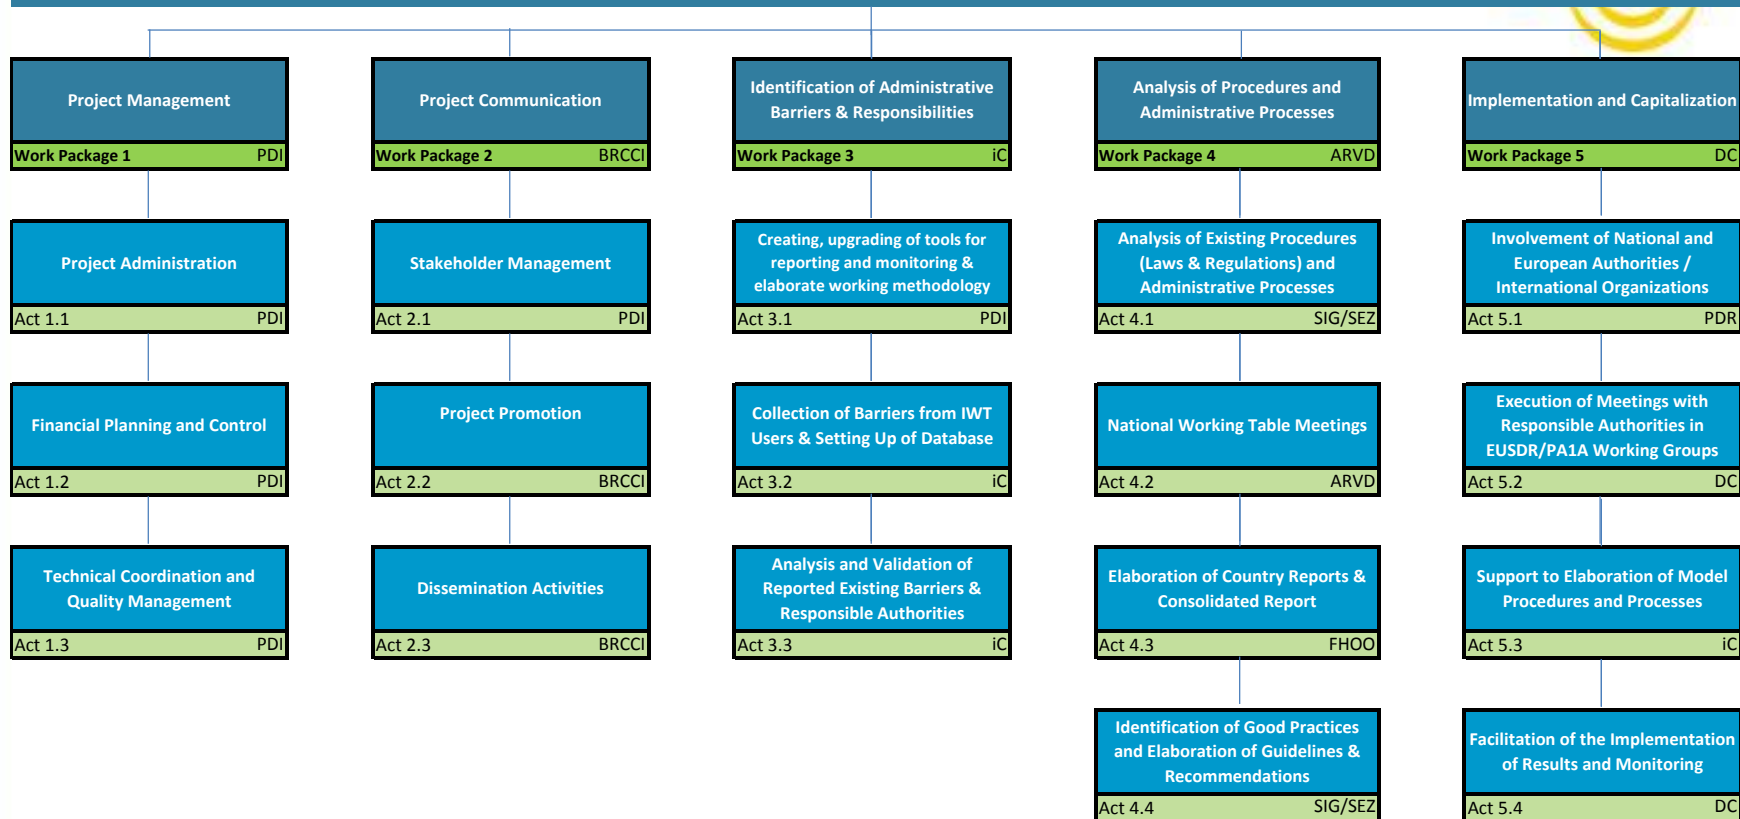 Project Management
Work Package 1 PDI
Project Communication
Work Package 2 BRCCI
Identification of Administrative
Barriers & Responsibilities
Work Package 3 iC
Analysis of Procedures and
Administrative Processes
Work Package 4 ARVD
Implementation and Capitalization
Work Package 5 DC
Project Administration
Act 1.1 PDI
Stakeholder Management
Act 2.1 PDI
Creating, upgrading of tools for
reporting and monitoring &
elaborate working methodology
Act 3.1 PDI
Analysis of Existing Procedures
(Laws & Regulations) and
Administrative Processes
Act 4.1 SIG/SEZ
Involvement of National and
European Authorities /
International Organizations
Act 5.1 PDR
Financial Planning and Control
Act 1.2 PDI
Project Promotion
Act 2.2 BRCCI
Collection of Barriers from IWT
Users & Setting Up of Database
Act 3.2 iC
National Working Table Meetings
Act 4.2 ARVD
Execution of Meetings with
Responsible Authorities in
EUSDR/PA1A Working Groups
Act 5.2 DC
Technical Coordination and
Quality Management
Act 1.3 PDI
Dissemination Activities
Act 2.3 BRCCI
Analysis and Validation of
Reported Existing Barriers &
Responsible Authorities
Act 3.3 iC
Elaboration of Country Reports &
Consolidated Report
Act 4.3 FHOO
Support to Elaboration of Model
Procedures and Processes
Act 5.3 iC
Identification of Good Practices
and Elaboration of Guidelines &
Recommendations
Act 4.4 SIG/SEZ
Facilitation of the Implementation
of Results and Monitoring
Act 5.4 DC